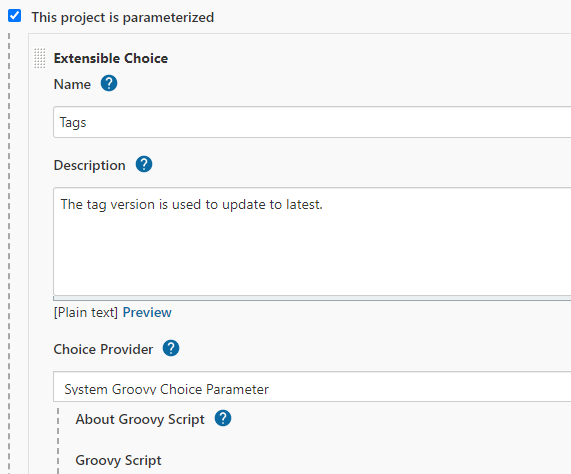 This project is parameterized
Extensible Choice
Name ?
Tags
Description ?
The tag version is used to update to latest.
[Plain text] Preview
Choice Provider ?
System Groovy Choice Parameter
About Groovy Script ?
Groovy Script